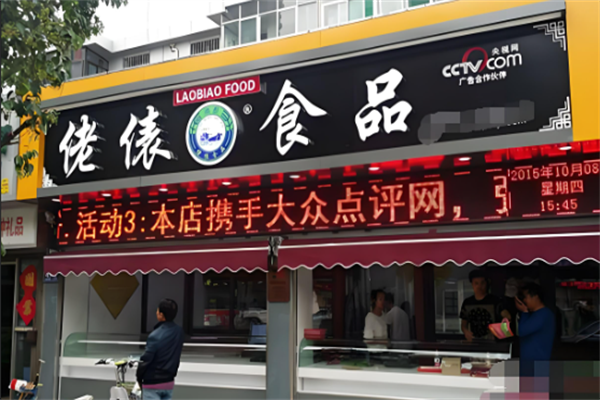 LAOBIAO FOOD
佬俵®食品
央视网
CCTV.com
广告合作伙伴
活动3:本店携手大众点评网,
2015年10月08
星期四
15:45
礼品